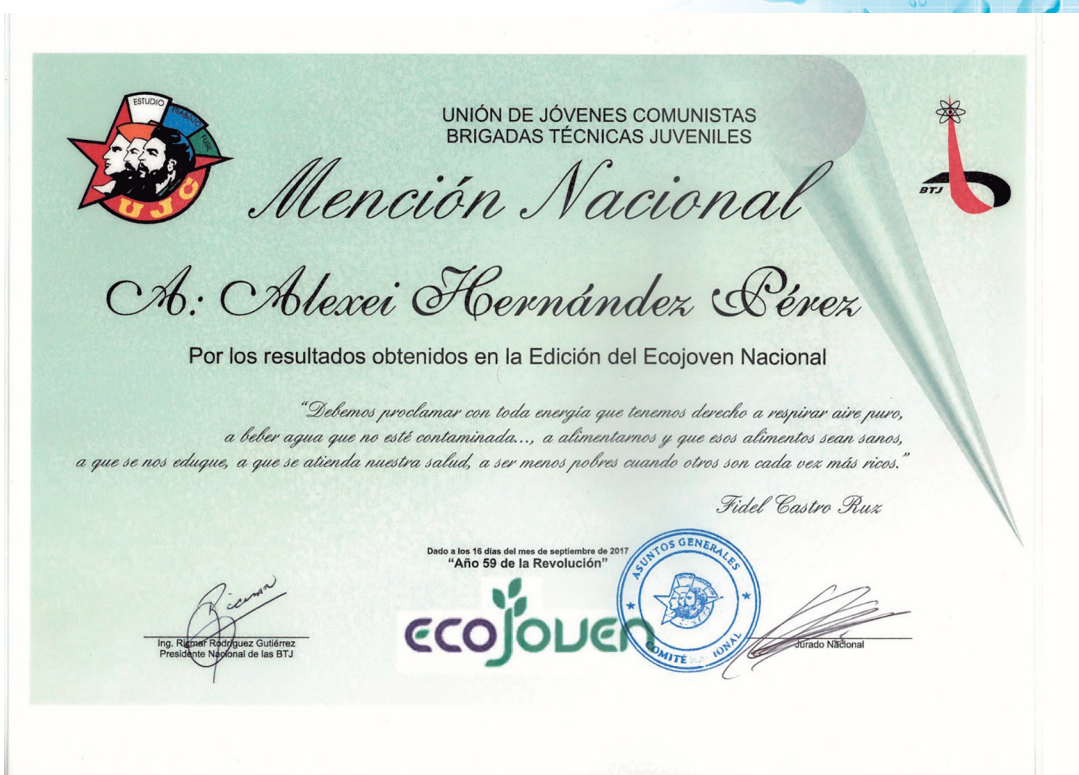 ESTUDIO
TRABAJO
FUSIL
UJC
UNIÓN DE JÓVENES COMUNISTAS
BRIGADAS TÉCNICAS JUVENILES
BTJ
Mención Nacional
A: Alexei Hernández Pérez
Por los resultados obtenidos en la Edición del Ecojoven Nacional
“Debemos proclamar con toda energía que tenemos derecho a respirar aire puro,
a beber agua que no esté contaminada..., a alimentarnos y que esos alimentos sean sanos,
a que se nos eduque, a que se atienda nuestra salud, a ser menos pobres cuando otros son cada vez más ricos.”
Fidel Castro Ruz
Dado a los 16 días del mes de septiembre de 2017
“Año 59 de la Revolución”
ecojoven
ASUNTOS GENERALES
COMITÉ
Ing. Rigmar Rodríguez Gutiérrez
Presidente Nacional de las BTJ
Jurado Nacional